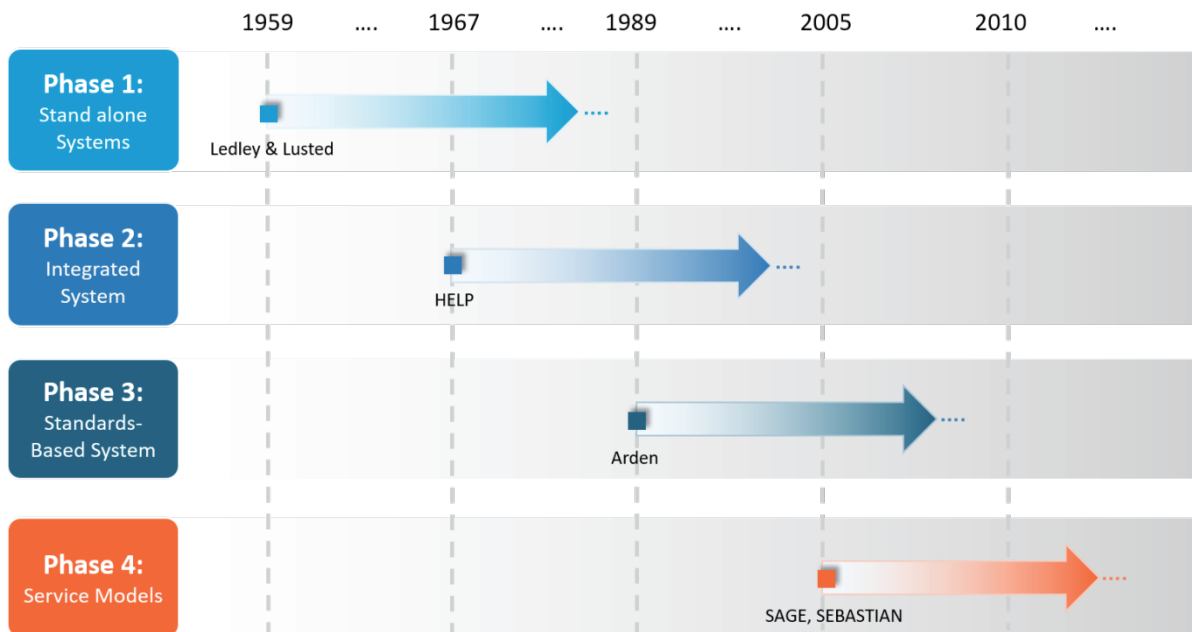 1959 .... 1967 .... 1989 .... 2005 2010 ....
Phase 1:
Stand alone
Systems
....
Ledley & Lusted
Phase 2:
Integrated
System
....
HELP
Phase 3:
Standards-
Based System
....
Arden
Phase 4:
Service Models
....
SAGE, SEBASTIAN